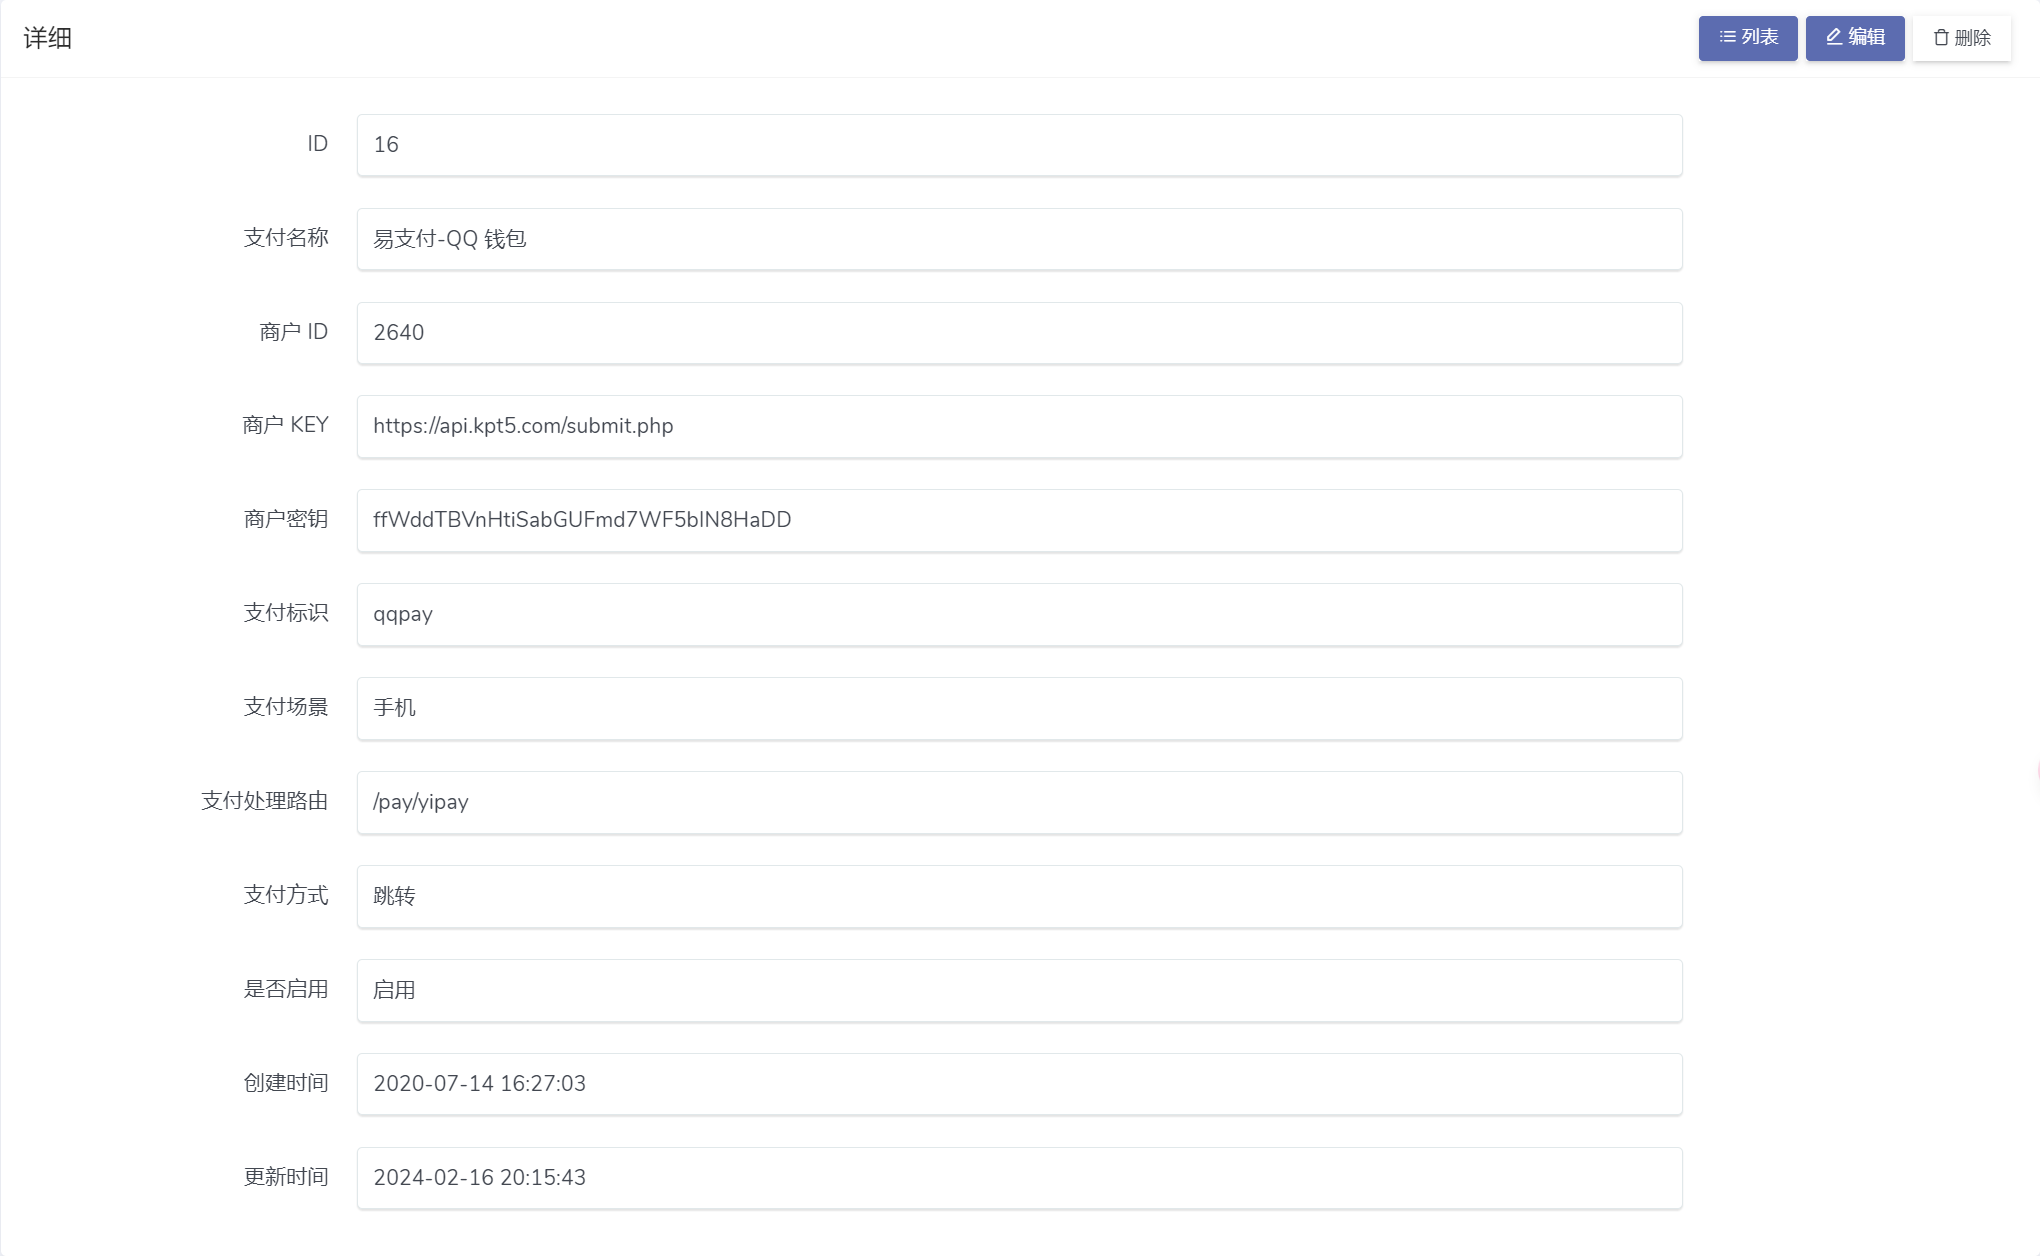 详细
列表
编辑
删除
ID
16
支付名称
易支付-QQ 钱包
商户 ID
2640
商户 KEY
https://api.kpt5.com/submit.php
商户密钥
ffWddTBVnHtiSabGUFmd7WF5bIN8HaDD
支付标识
qqpay
支付场景
手机
支付处理路由
/pay/yipay
支付方式
跳转
是否启用
启用
创建时间
2020-07-14 16:27:03
更新时间
2024-02-16 20:15:43